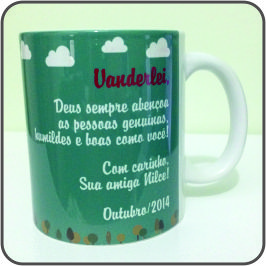 Vanderlei,
Deus sempre abençoa
as pessoas genuínas,
humildes e boas como você!
Com carinho,
Sua amiga Nilce!
Outubro/2014